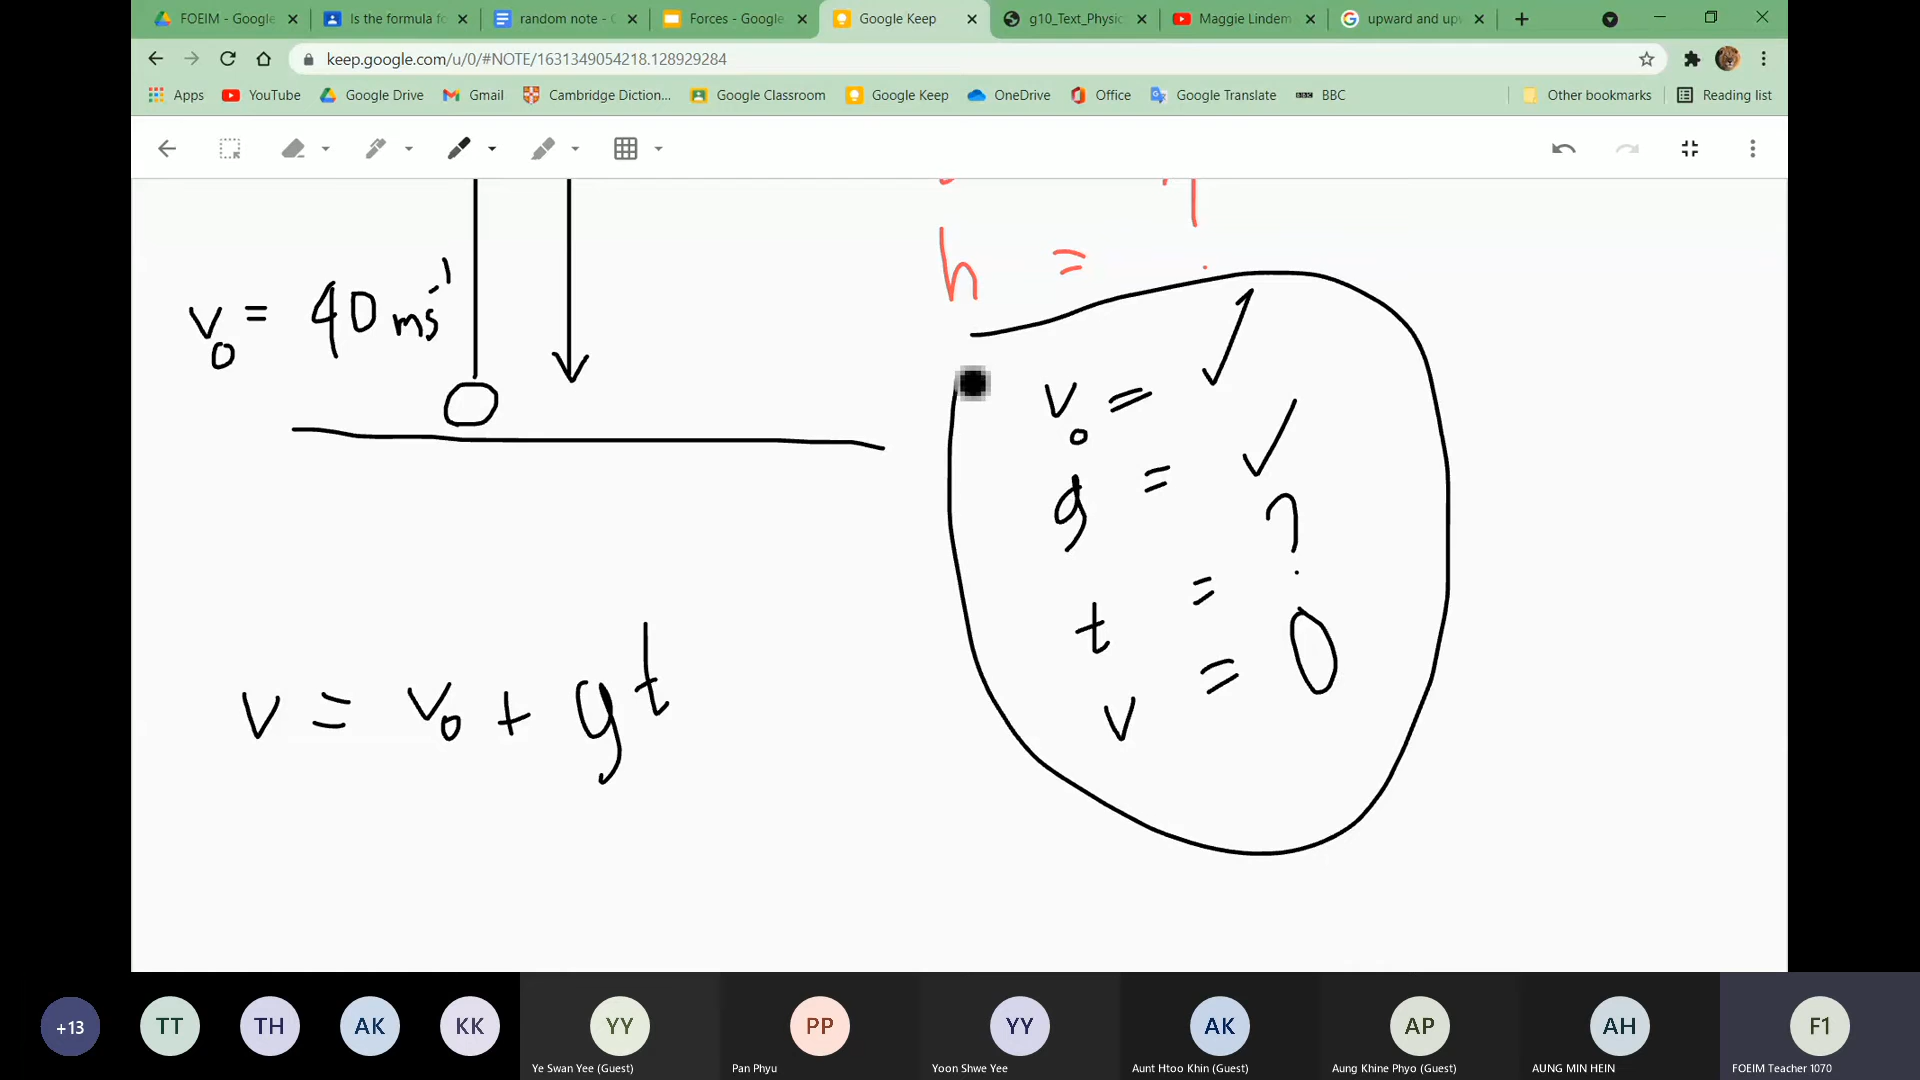 FOEIM - Google
Is the formula fo
random note - G
Forces - Google
Google Keep
g10_Text_Physic
Maggie Lindem
upward and upw
keep.google.com/u/0/#NOTE/1631349054218.128929284
Apps
YouTube
Google Drive
Gmail
Cambridge Diction...
Google Classroom
Google Keep
OneDrive
Office
Google Translate
BBC
Other bookmarks
Reading list
h =
v₀ = 40 ms⁻¹
v₀ = ✓
g = ✓
t = ?
v = 0
v = v₀ + gt
+13
TT
TH
AK
KK
YY
Ye Swan Yee (Guest)
PP
Pan Phyu
YY
Yoon Shwe Yee
AK
Aunt Htoo Khin (Guest)
AP
Aung Khine Phyo (Guest)
AH
AUNG MIN HEIN
F1
FOEIM Teacher 1070